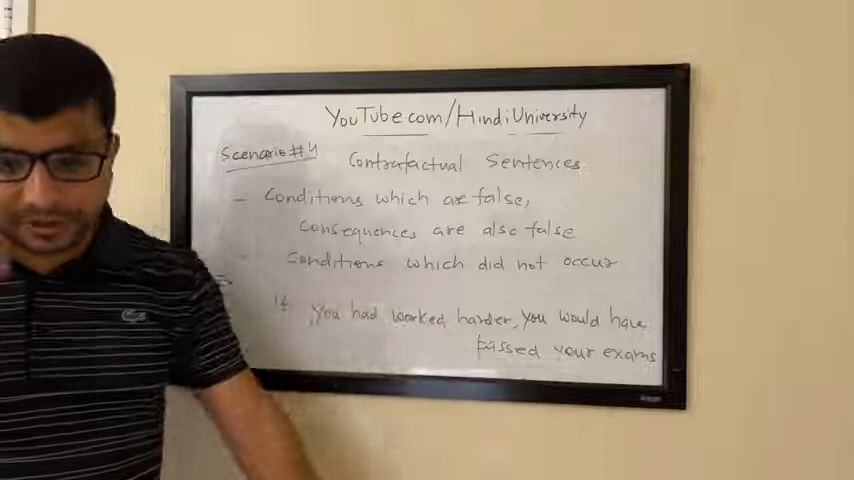 YouTube.com/HindiUniversity
Scenario#4 Contrafactual Sentences
- Conditions which are false,
Consequences are also false
Conditions which did not occur
If you had worked harder, you would have
passed your exams